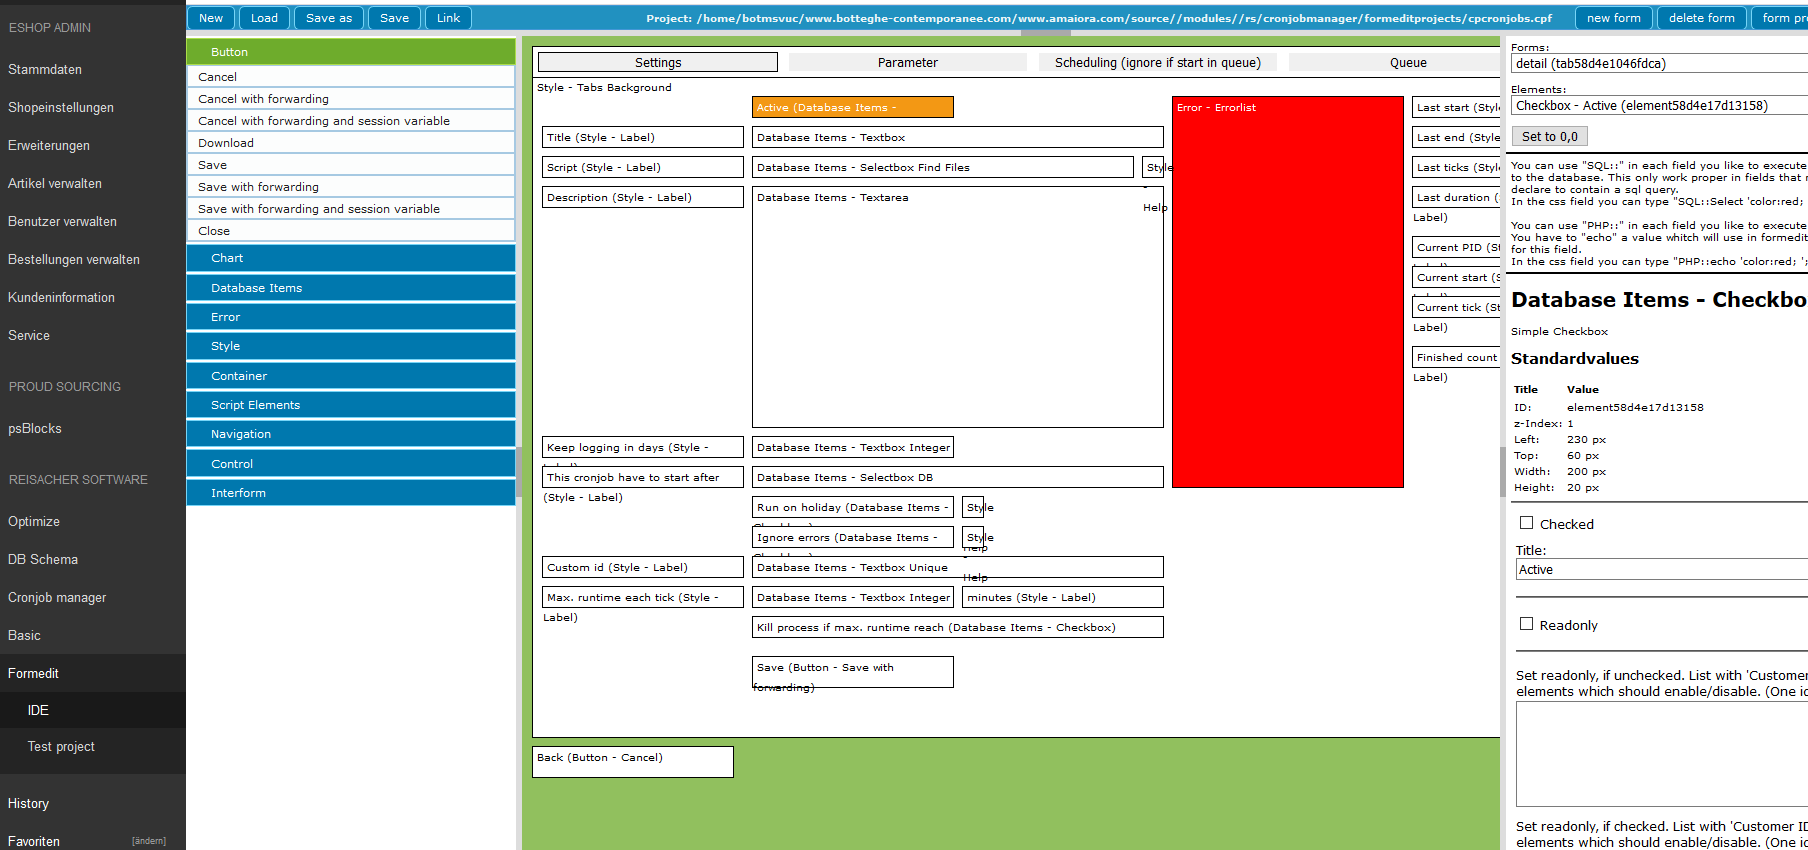 ESHOP ADMIN
Stammdaten
Shopeinstellungen
Erweiterungen
Artikel verwalten
Benutzer verwalten
Bestellungen verwalten
Kundeninformation
Service
PROUD SOURCING
psBlocks
REISACHER SOFTWARE
Optimize
DB Schema
Cronjob manager
Basic
Formedit
IDE
Test project
History
Favoriten [ändern]
New Load Save as Save Link
Project: /home/botmsvuc/www.botteghe-contemporanee.com/www.amaiora.com/source//modules//rs/cronjobmanager/formeditprojects/cpcronjobs.cpf
new form delete form form pr
Button
Cancel
Cancel with forwarding
Cancel with forwarding and session variable
Download
Save
Save with forwarding
Save with forwarding and session variable
Close
Chart
Database Items
Error
Style
Container
Script Elements
Navigation
Control
Interform
Settings Parameter Scheduling (ignore if start in queue) Queue
Style - Tabs Background
Active (Database Items -
Title (Style - Label) Database Items - Textbox
Script (Style - Label) Database Items - Selectbox Find Files Style
-
Help
Description (Style - Label) Database Items - Textarea
Keep logging in days (Style - Database Items - Textbox Integer
This cronjob have to start after Database Items - Selectbox DB
(Style - Label)
Run on holiday (Database Items - Style
Ignore errors (Database Items - Style
Help
-
Custom id (Style - Label) Database Items - Textbox Unique
Help
Max. runtime each tick (Style - Database Items - Textbox Integer minutes (Style - Label)
Label)
Kill process if max. runtime reach (Database Items - Checkbox)
Save (Button - Save with
forwarding)
Back (Button - Cancel)
Error - Errorlist
Last start (Style
Last end (Style
Last ticks (Style
Last duration (
Label)
Current PID (St
Current start (S
Current tick (St
Label)
Finished count
Label)
Forms:
detail (tab58d4e1046fdca)
Elements:
Checkbox - Active (element58d4e17d13158)
Set to 0,0
You can use "SQL::" in each field you like to execute
to the database. This only work proper in fields that
declare to contain a sql query.
In the css field you can type "SQL::Select 'color:red;
You can use "PHP::" in each field you like to execute
You have to "echo" a value whitch will use in formedit
for this field.
In the css field you can type "PHP::echo 'color:red; ';
Database Items - Checkbo
Simple Checkbox
Standardvalues
Title Value
ID: element58d4e17d13158
z-Index: 1
Left: 230 px
Top: 60 px
Width: 200 px
Height: 20 px
Checked
Title:
Active
Readonly
Set readonly, if unchecked. List with 'Customer
elements which should enable/disable. (One ic
Set readonly, if checked. List with 'Customer ID
elements which should enable/disable. (One ic